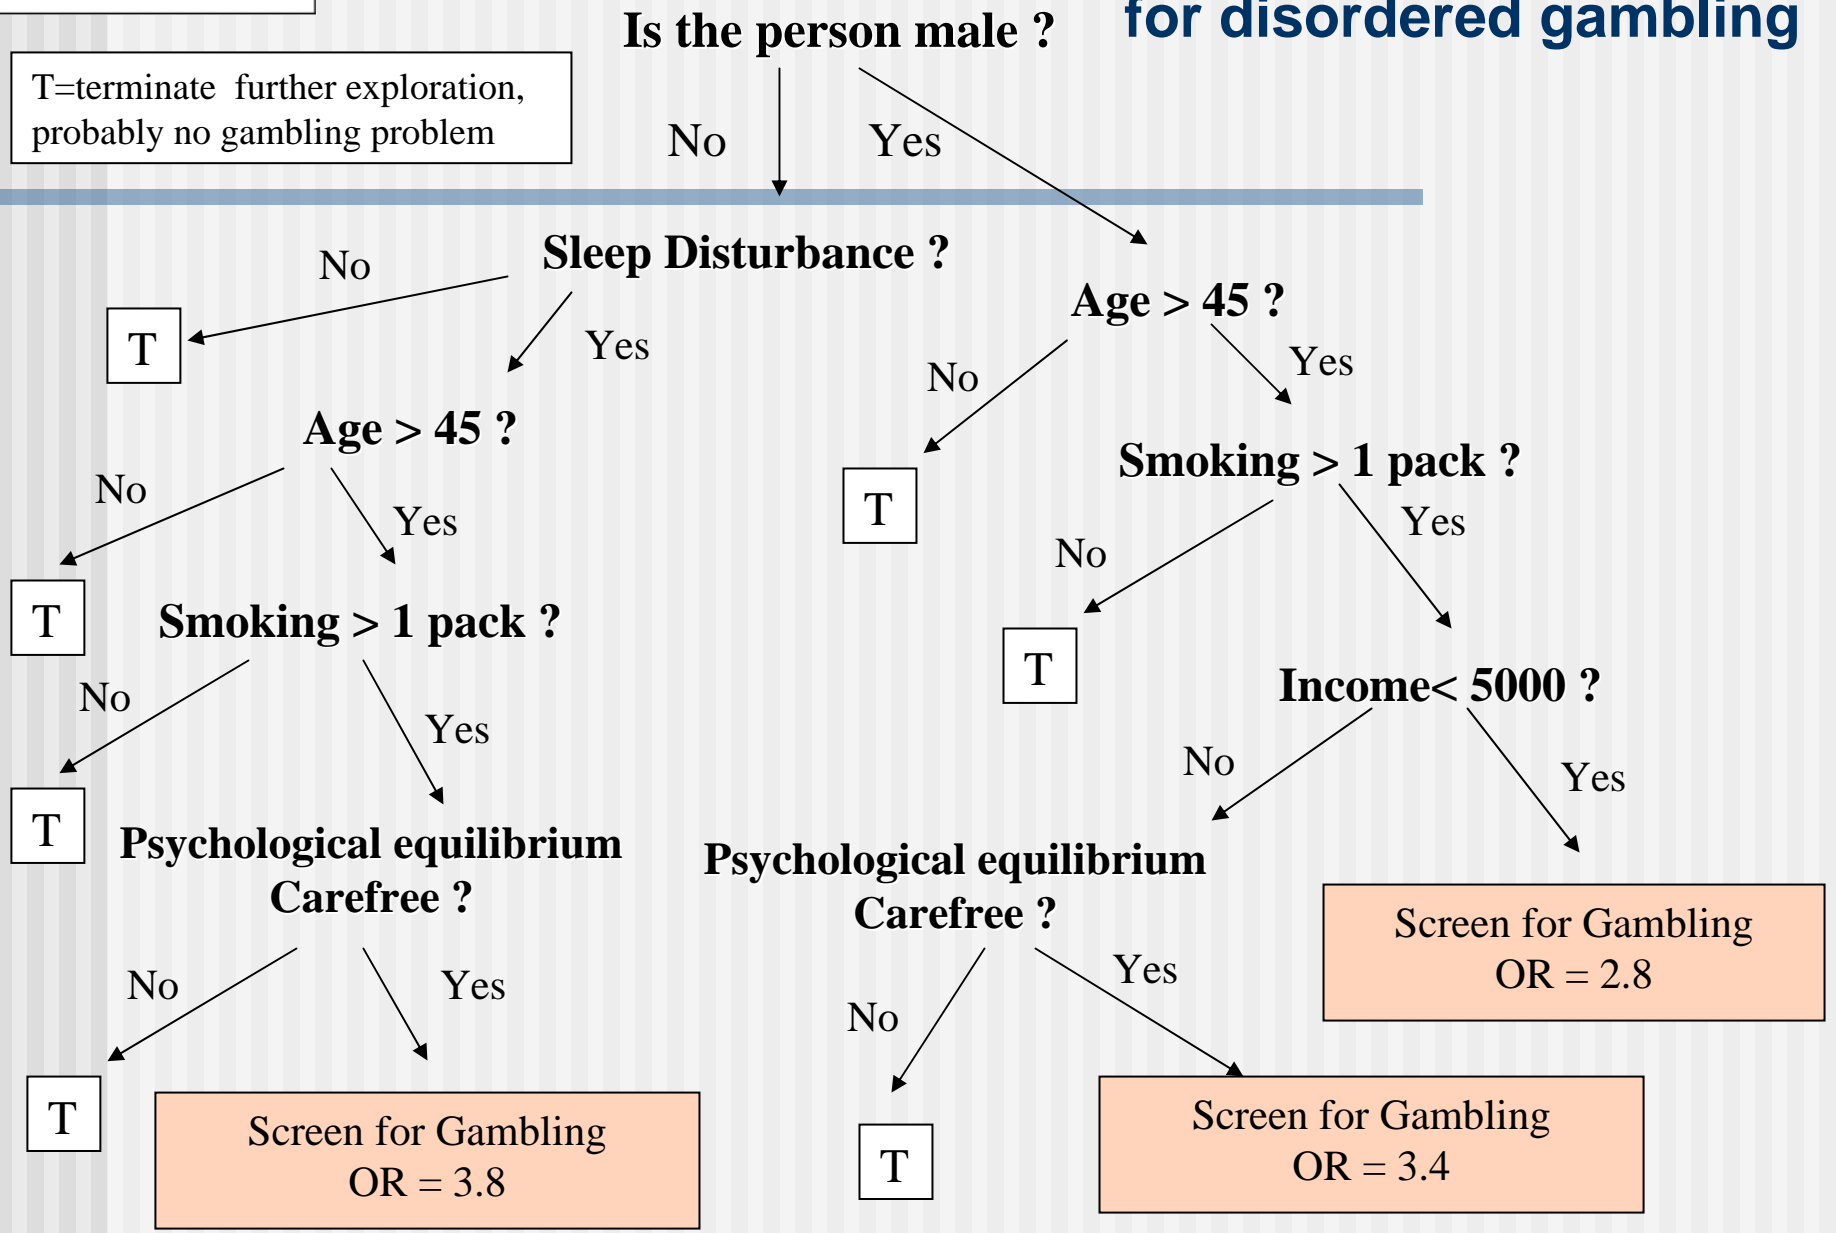 for disordered gambling
Is the person male ?
T=terminate  further exploration,
probably no gambling problem
No
Yes
Sleep Disturbance ?
No
Yes
T
Age > 45 ?
No
Yes
T
Age > 45 ?
No
Yes
T
Smoking > 1 pack ?
No
Yes
T
Smoking > 1 pack ?
No
Yes
T
Income< 5000 ?
No
Yes
Psychological equilibrium
Carefree ?
No
Yes
T
Screen for Gambling
OR = 3.8
Psychological equilibrium
Carefree ?
No
Yes
T
Screen for Gambling
OR = 3.4
Screen for Gambling
OR = 2.8